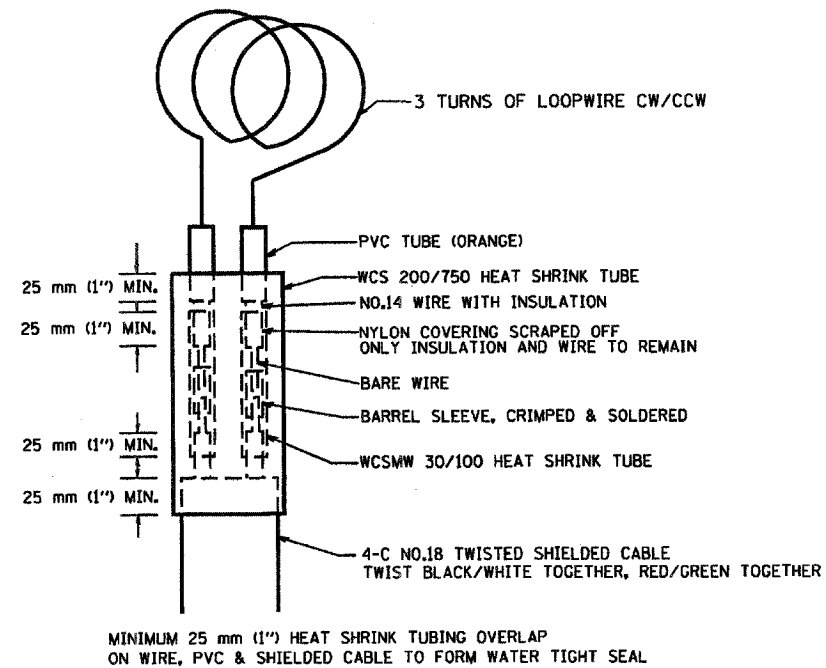 3 TURNS OF LOOPWIRE CW/CCW
PVC TUBE (ORANGE)
WCS 200/750 HEAT SHRINK TUBE
25 mm (1") MIN.
NO.14 WIRE WITH INSULATION
25 mm (1") MIN.
NYLON COVERING SCRAPED OFF
ONLY INSULATION AND WIRE TO REMAIN
BARE WIRE
BARREL SLEEVE, CRIMPED & SOLDERED
25 mm (1") MIN.
WCSMW 30/100 HEAT SHRINK TUBE
25 mm (1") MIN.
4-C NO.18 TWISTED SHIELDED CABLE
TWIST BLACK/WHITE TOGETHER, RED/GREEN TOGETHER
MINIMUM 25 mm (1") HEAT SHRINK TUBING OVERLAP
ON WIRE, PVC & SHIELDED CABLE TO FORM WATER TIGHT SEAL